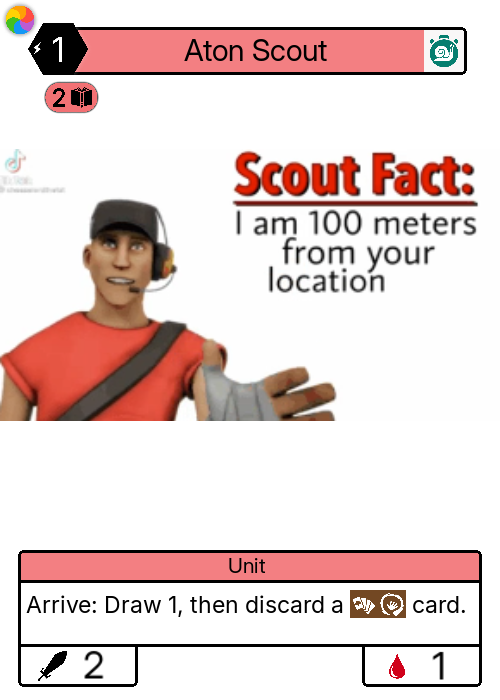 1
Aton Scout
2
Scout Fact:
I am 100 meters
from your
location
Unit
Arrive: Draw 1, then discard a card.
2
1